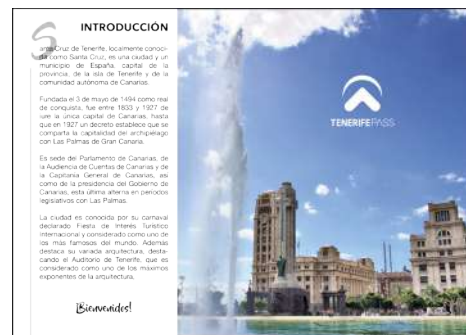 INTRODUCCIÓN
Santa Cruz de Tenerife, localmente conoci-
da como Santa Cruz, es una ciudad y un
municipio de España, capital de la
provincia, de la isla de Tenerife y de la
comunidad autónoma de Canarias.
Fundada el 3 de mayo de 1494 como real
de conquista, fue entre 1833 y 1927 de
iure la única capital de Canarias, hasta
que en 1927 un decreto establece que se
comparta la capitalidad del archipiélago
con Las Palmas de Gran Canaria.
Es sede del Parlamento de Canarias, de
la Audiencia de Cuentas de Canarias y de
la Capitanía General de Canarias, así
como de la presidencia del Gobierno de
Canarias, esta última alterna en periodos
legislativos con Las Palmas.
La ciudad es conocida por su carnaval
declarado Fiesta de Interés Turístico
Internacional y considerado como uno de
los más famosos del mundo. Además
destaca su variada arquitectura, desta-
cando el Auditorio de Tenerife, que es
considerado como uno de los máximos
exponentes de la arquitectura.
¡Bienvenidos!
TENERIFEPASS